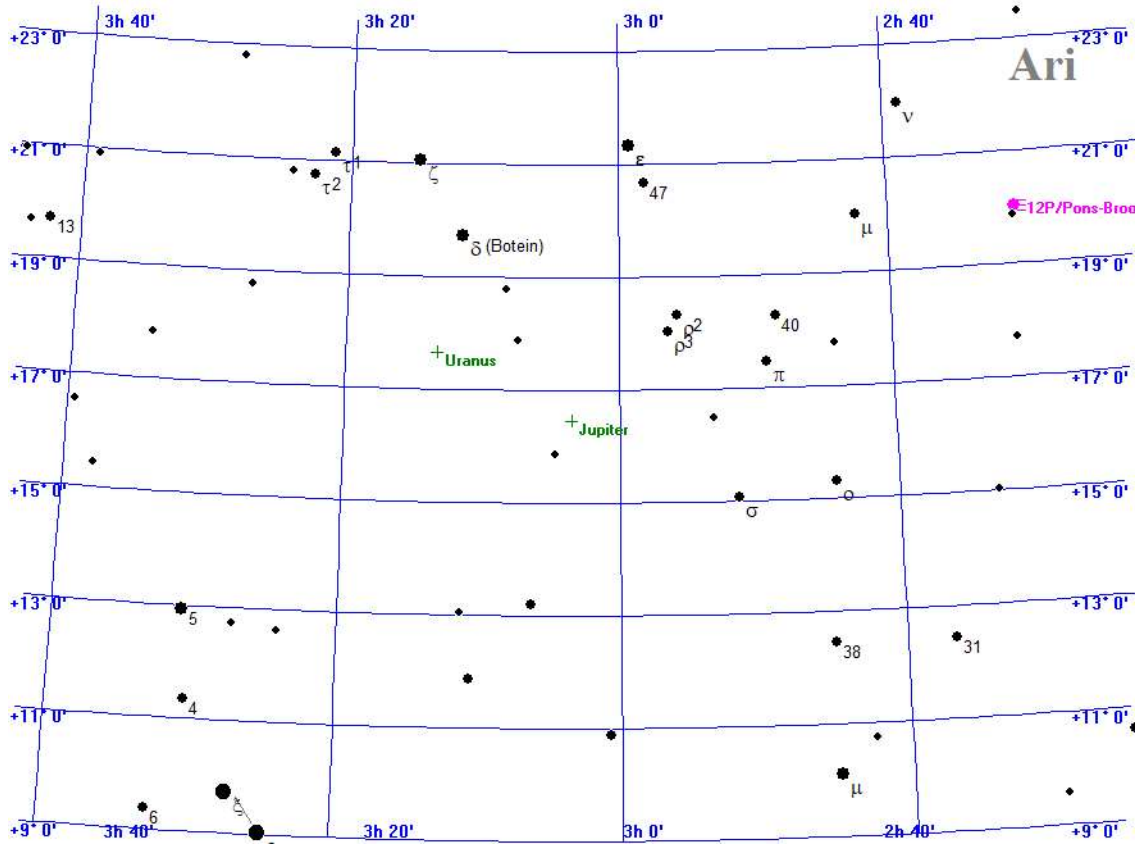 3h 40'
3h 20'
3h 0'
2h 40'
+23° 0'
+23° 0'
Ari
ν
+21° 0'
τ1
ζ
ε
+21° 0'
τ2
47
12P/Pons-Broo
13
μ
δ (Botein)
+19° 0'
+19° 0'
ρ2
40
ρ3
Uranus
+17° 0'
π
+17° 0'
Jupiter
+15° 0'
ο
+15° 0'
σ
+13° 0'
5
+13° 0'
38
31
4
+11° 0'
+11° 0'
μ
ξ
6
+9° 0'
3h 40'
3h 20'
3h 0'
2h 40'
+9° 0'